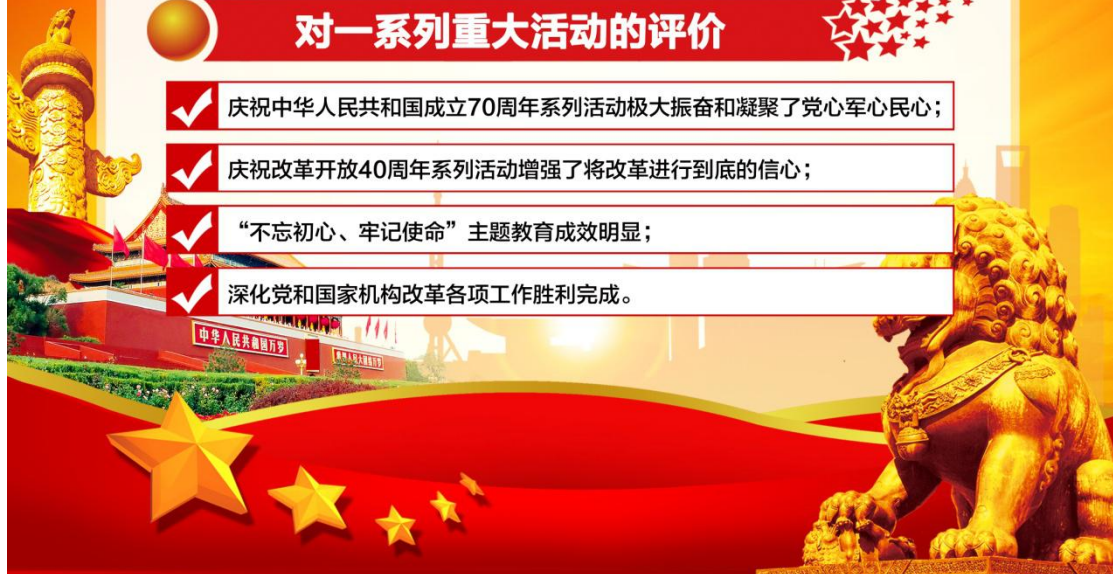 对一系列重大活动的评价
庆祝中华人民共和国成立70周年系列活动极大振奋和凝聚了党心军心民心；
庆祝改革开放40周年系列活动增强了将改革进行到底的信心；
“不忘初心、牢记使命”主题教育成效明显；
深化党和国家机构改革各项工作胜利完成。
中华人民共和国万岁